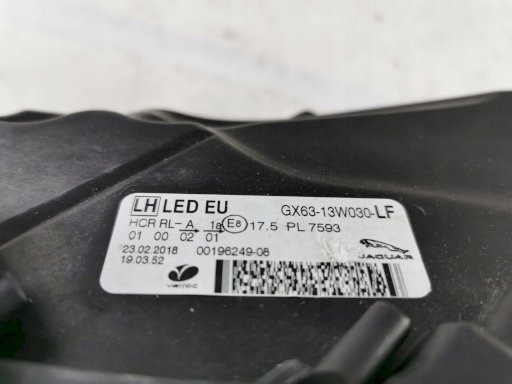 LH LED EU GX63-13W030-LF
HCR RL-A 1a E8 17.5 PL 7593
01 00 02 01
23.02.2018 00196249-08
19.03.52
varroc
JAGUAR